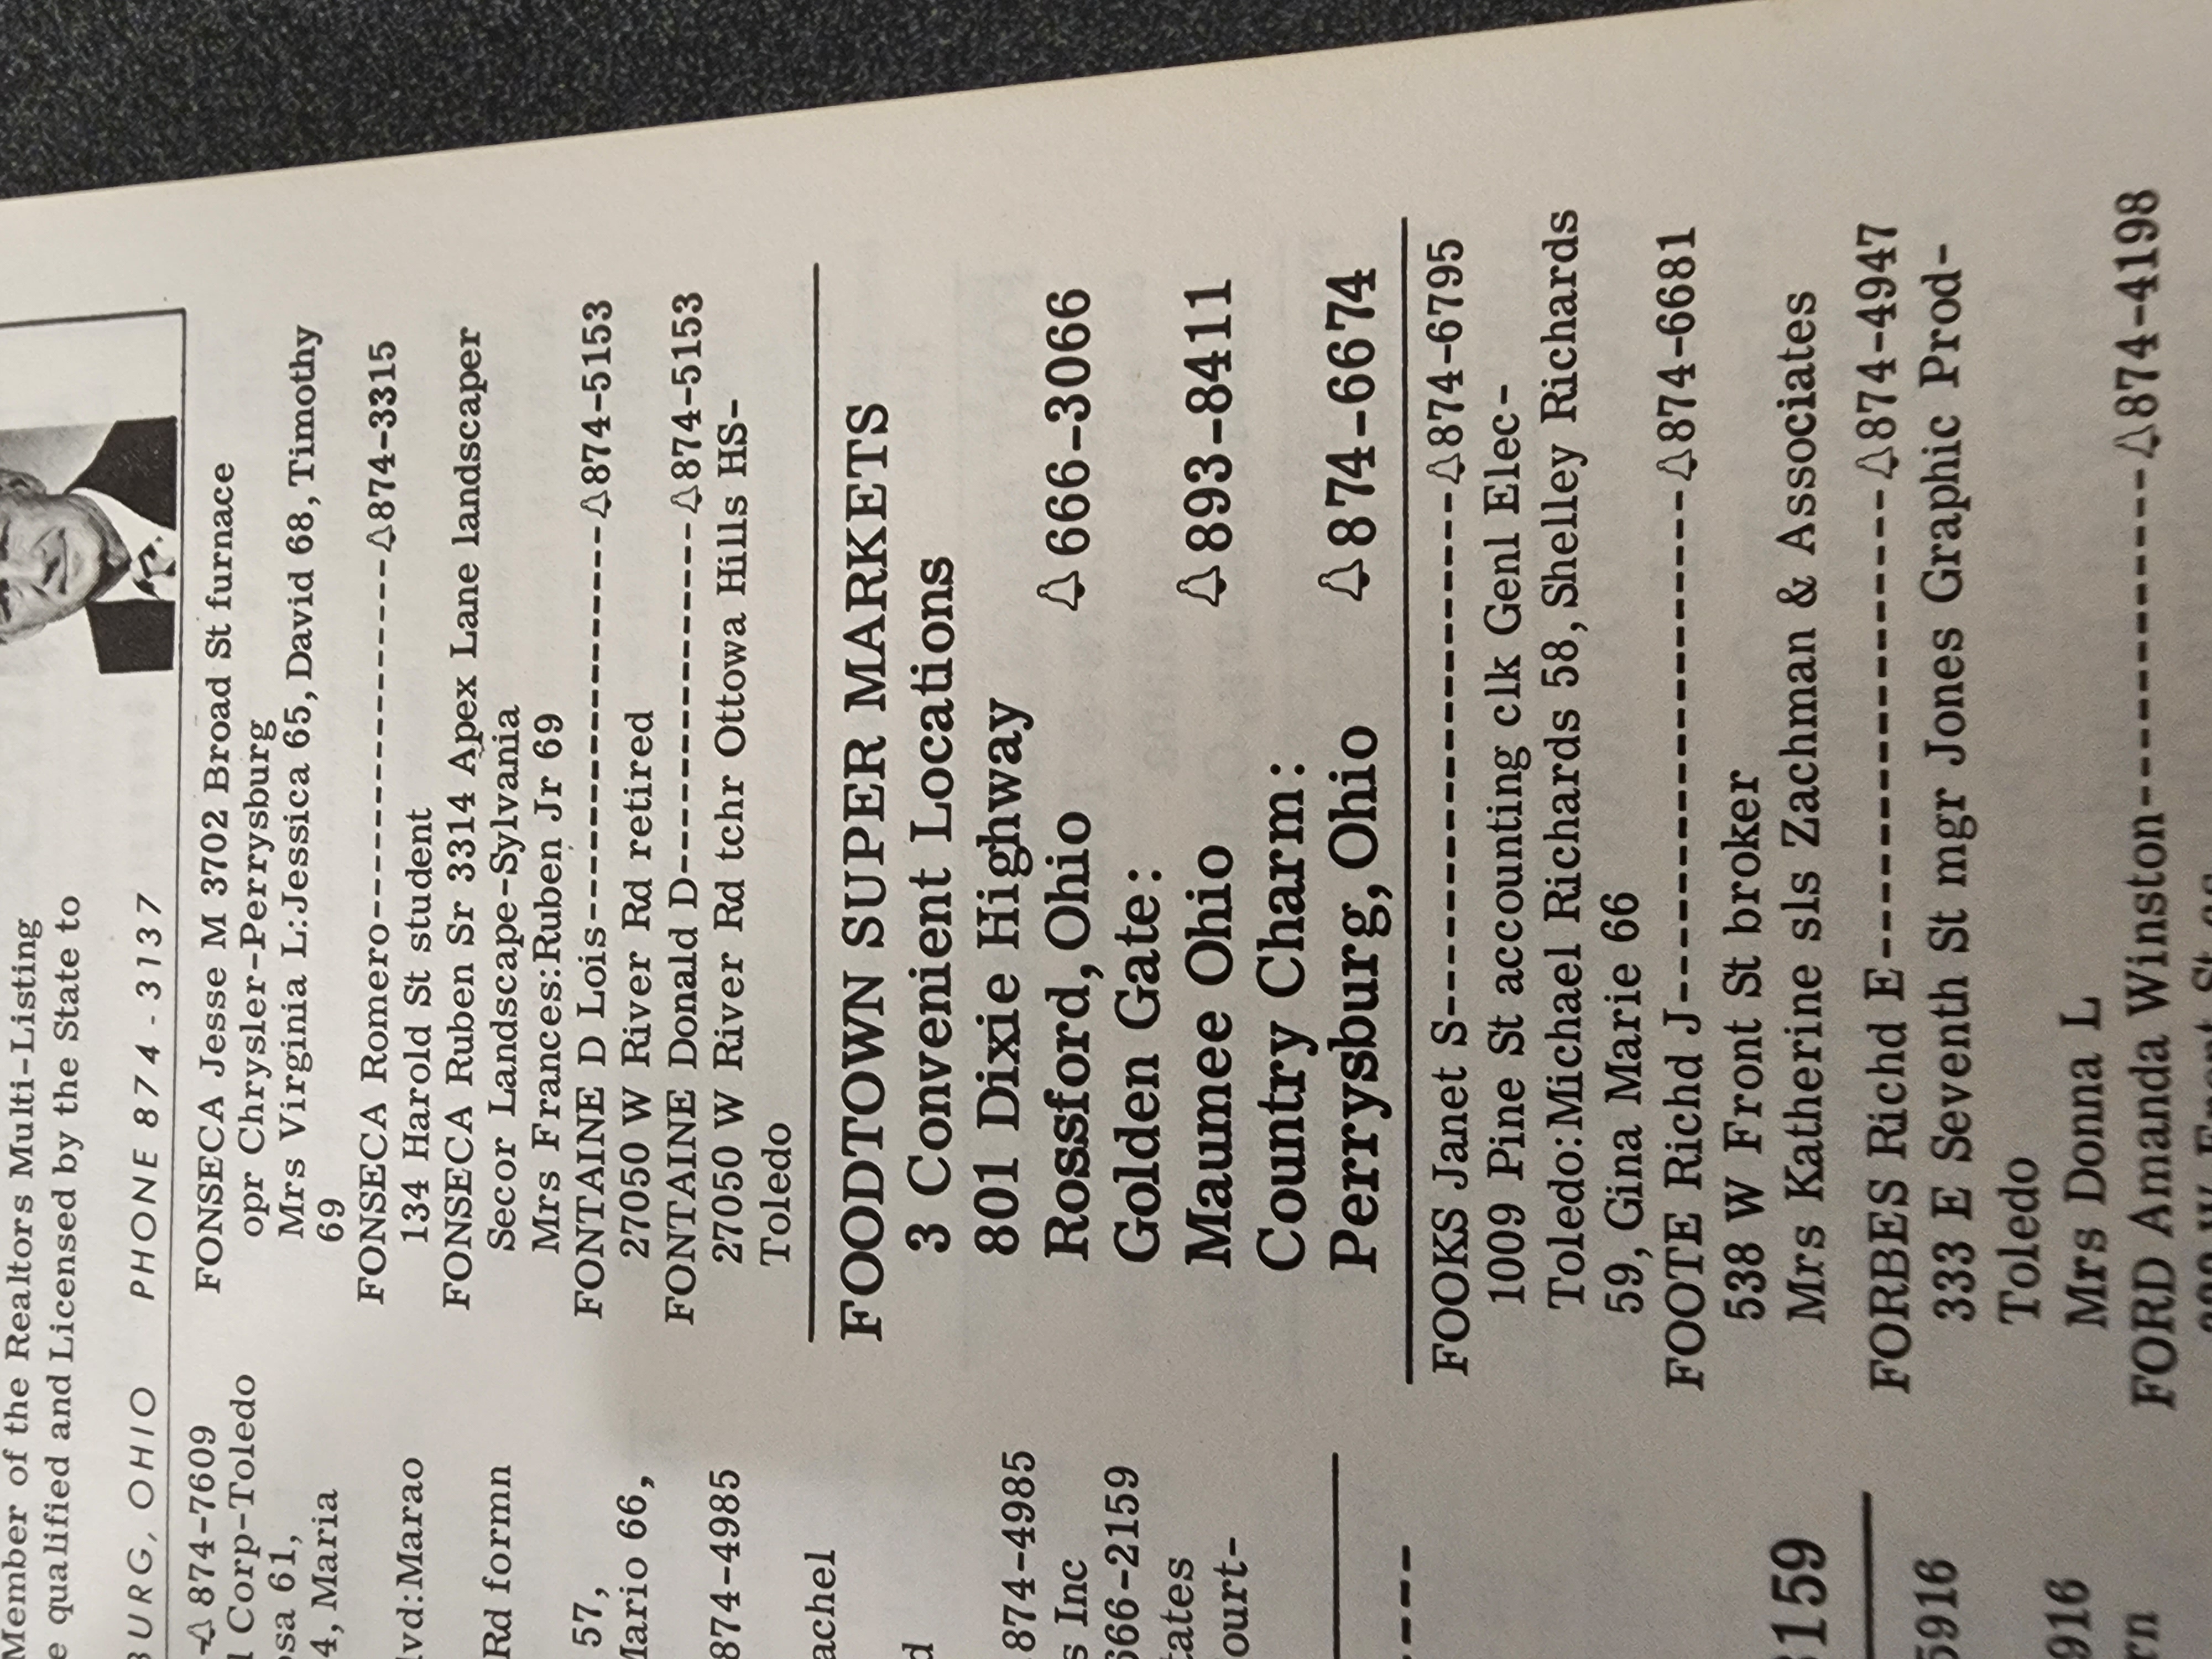 Member of the Realtors Multi-Listing
qualified and Licensed by the State to
BURG, OHIO PHONE 874-3137
874-7609
Corp-Toledo
61,
4, Maria
lvd:Marao
Rd formn
57,
Mario 66,
874-4985
achel
d
874-4985
s Inc
666-2159
tates
ourt-
----
3159
5916
916
rn
FONSECA Jesse M 3702 Broad St furnace
opr Chrysler-Perrysburg
Mrs Virginia L:Jessica 65, David 68, Timothy
69
FONSECA Romero------------------874-3315
134 Harold St student
FONSECA Ruben Sr 3314 Apex Lane landscaper
Secor Landscape-Sylvania
Mrs Frances:Ruben Jr 69
FONTAINE D Lois------------------874-5153
27050 W River Rd retired
FONTAINE Donald D----------------874-5153
27050 W River Rd tchr Ottowa Hills HS-
Toledo
FOODTOWN SUPER MARKETS
3 Convenient Locations
801 Dixie Highway
Rossford, Ohio 666-3066
Golden Gate:
Maumee Ohio 893-8411
Country Charm:
Perrysburg, Ohio 874-6674
FOOKS Janet S--------------------874-6795
1009 Pine St accounting clk Genl Elec-
Toledo:Michael Richards 58, Shelley Richards
59, Gina Marie 66
FOOTE Richd J--------------------874-6681
538 W Front St broker
Mrs Katherine sls Zachman & Associates
FORBES Richd E-------------------874-4947
333 E Seventh St mgr Jones Graphic Prod-
Toledo
Mrs Donna L
FORD Amanda Winston-------------874-4198